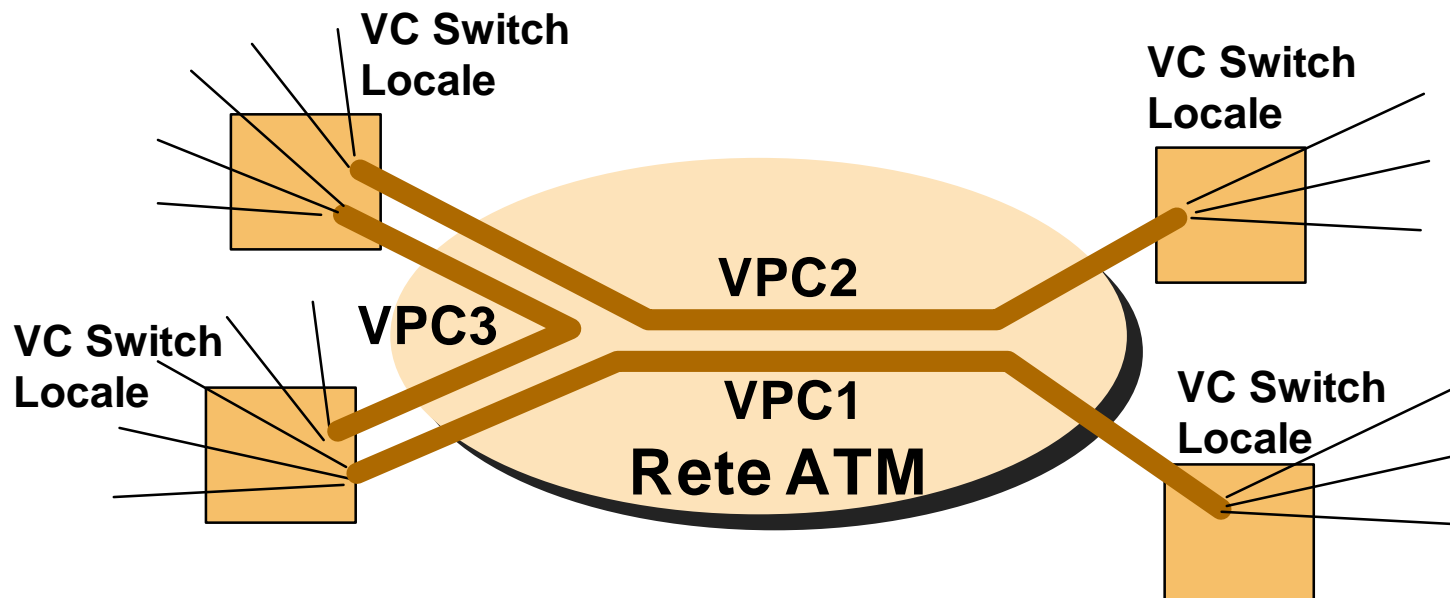 VC Switch
Locale
VC Switch
Locale
VPC2
VPC3
VC Switch
Locale
VPC1
VC Switch
Locale
Rete ATM